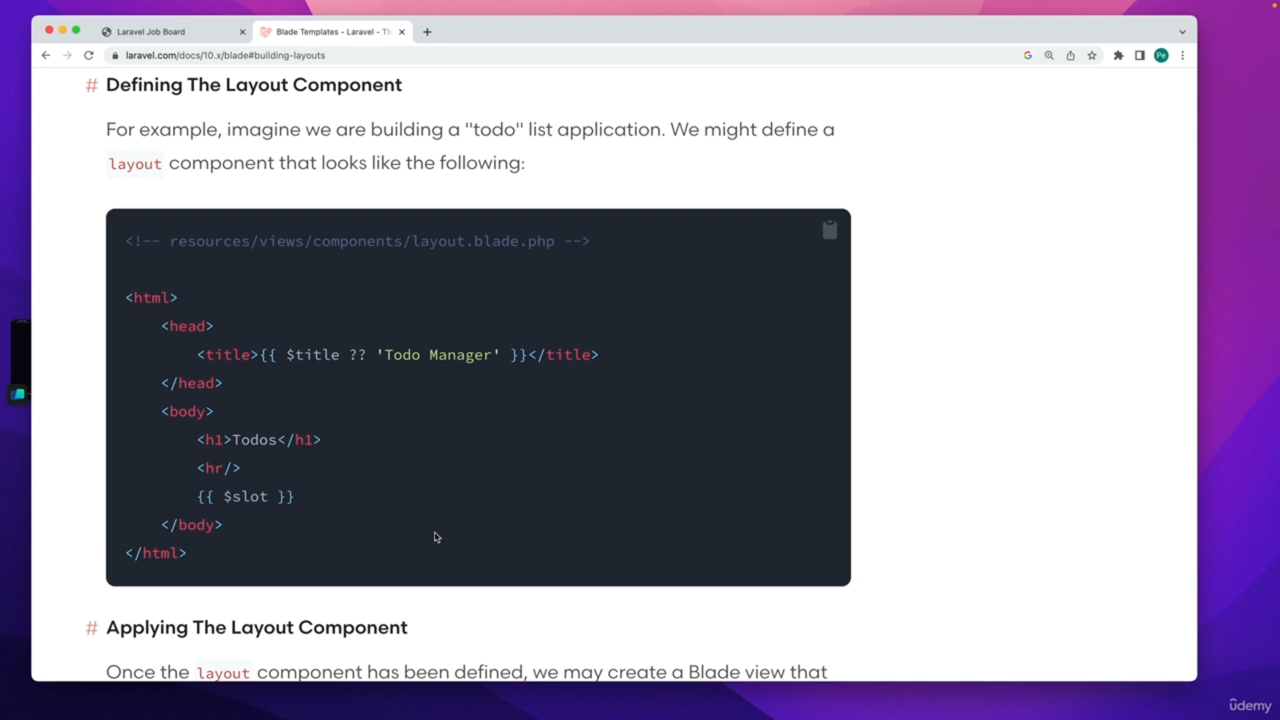 Laravel Job Board
Blade Templates - Laravel - Th
laravel.com/docs/10.x/blade#building-layouts
Pe
# Defining The Layout Component
For example, imagine we are building a "todo" list application. We might define a
layout component that looks like the following:
<!-- resources/views/components/layout.blade.php -->
<html>
<head>
<title>{{ $title ?? 'Todo Manager' }}</title>
</head>
<body>
<h1>Todos</h1>
<hr/>
{{ $slot }}
</body>
</html>
# Applying The Layout Component
Once the layout component has been defined, we may create a Blade view that
ûdemy